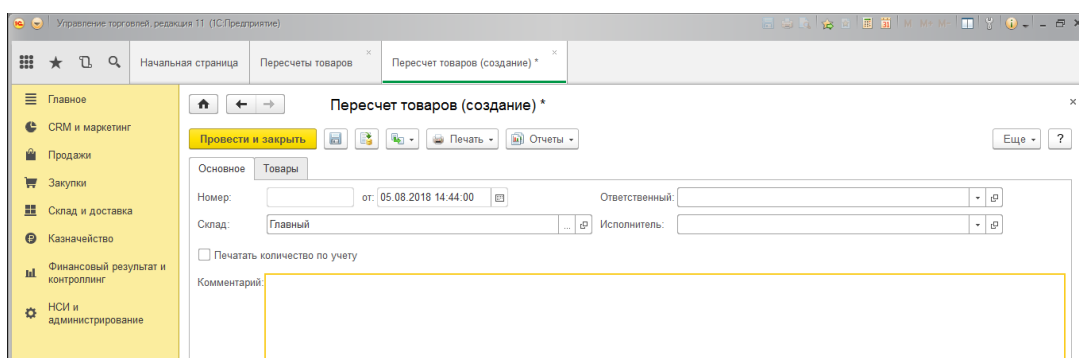 Управление торговлей, редакция 11 (1С:Предприятие)
M M+ M-
Начальная страница
Пересчеты товаров
Пересчет товаров (создание) *
Главное
CRM и маркетинг
Продажи
Закупки
Склад и доставка
Казначейство
Финансовый результат и
контроллинг
НСИ и
администрирование
Пересчет товаров (создание) *
Провести и закрыть
Печать
Отчеты
Еще
?
Основное
Товары
Номер:
от: 05.08.2018 14:44:00
Ответственный:
Склад:
Главный
...
Исполнитель:
Печатать количество по учету
Комментарий: